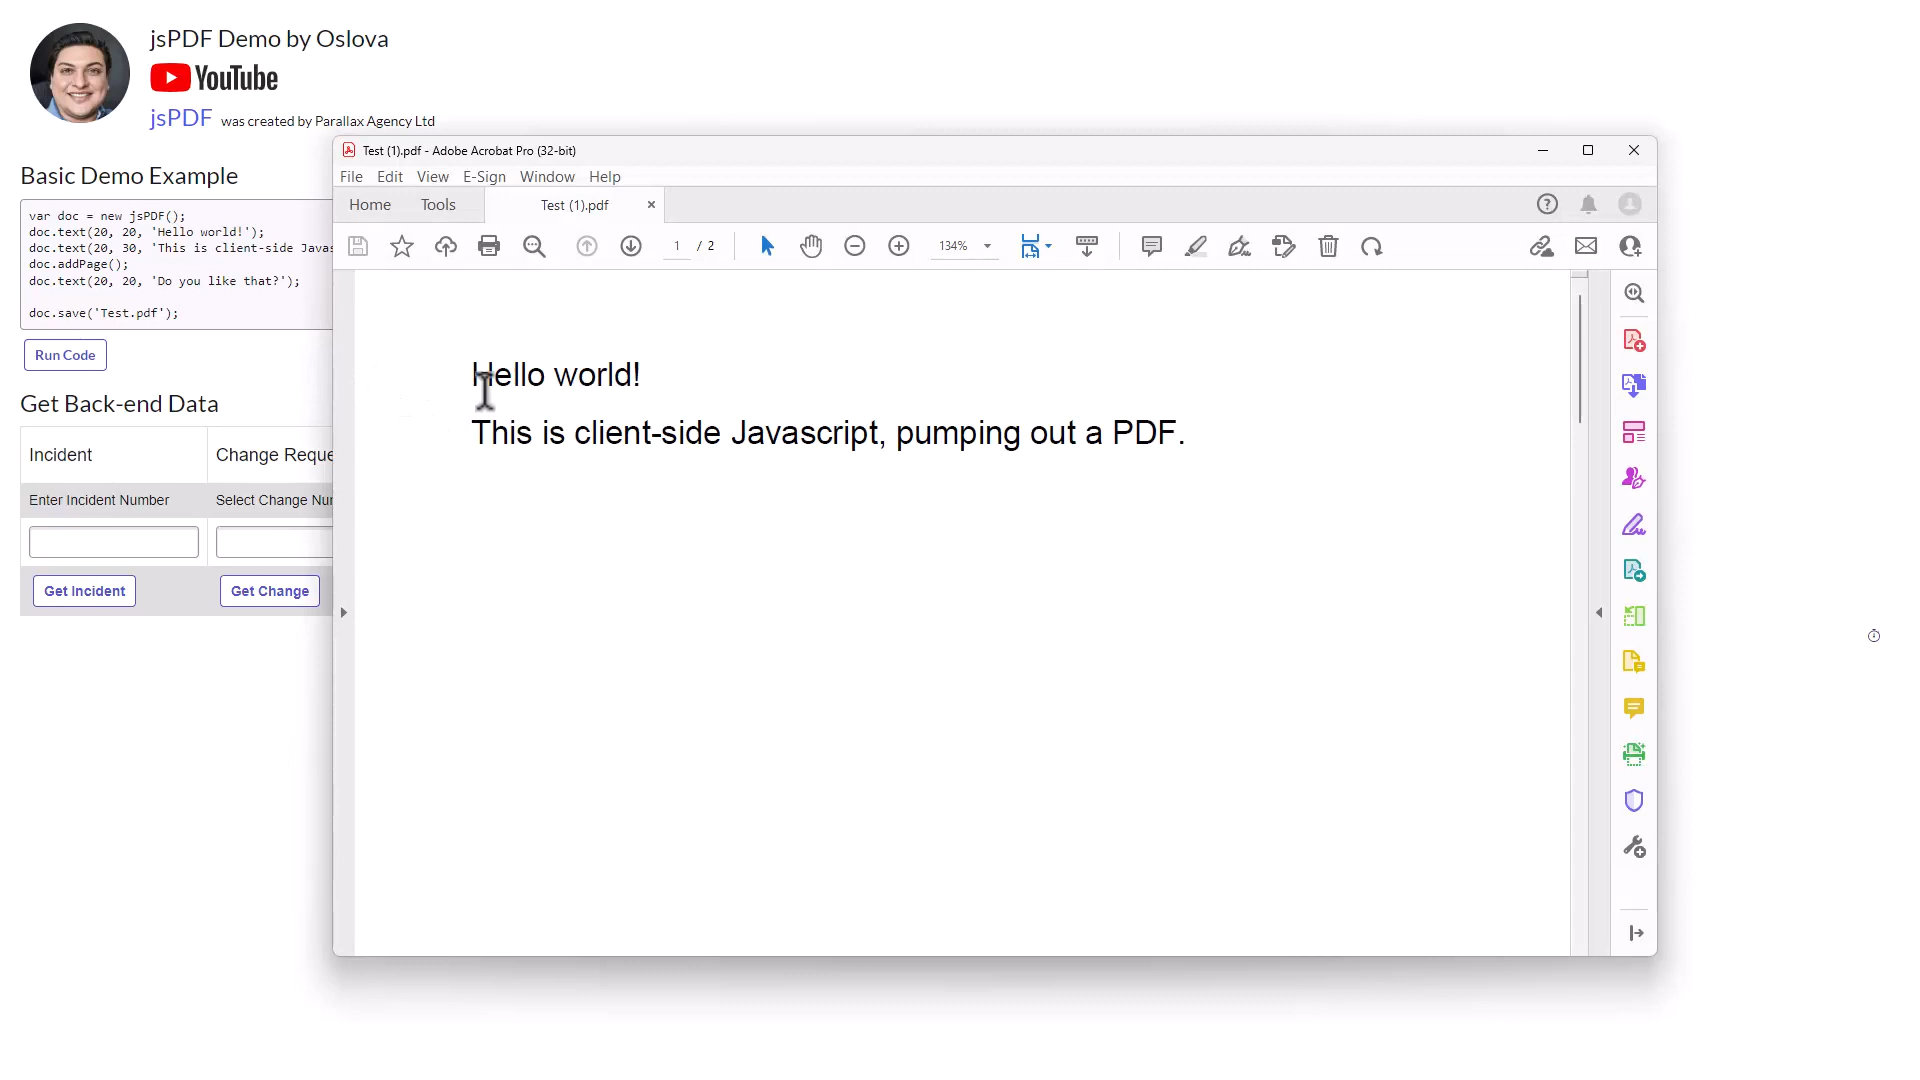 jsPDF Demo by Oslova
YouTube
jsPDF was created by Parallax Agency Ltd
Basic Demo Example
var doc = new jsPDF();
doc.text(20, 20, 'Hello world!');
doc.text(20, 30, 'This is client-side Javas
doc.addPage();
doc.text(20, 20, 'Do you like that?');
doc.save('Test.pdf');
Run Code
Get Back-end Data
Incident
Change Reque
Enter Incident Number
Select Change Nu
Get Incident
Get Change
Test (1).pdf - Adobe Acrobat Pro (32-bit)
File Edit View E-Sign Window Help
Home Tools Test (1).pdf
1 / 2
134%
Hello world!
This is client-side Javascript, pumping out a PDF.